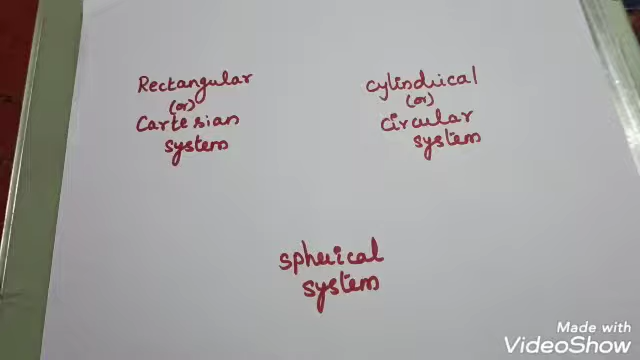 Rectangular
(or)
Cartesian
system
cylindrical
(or)
circular
system
spherical
system
Made with
VideoShow